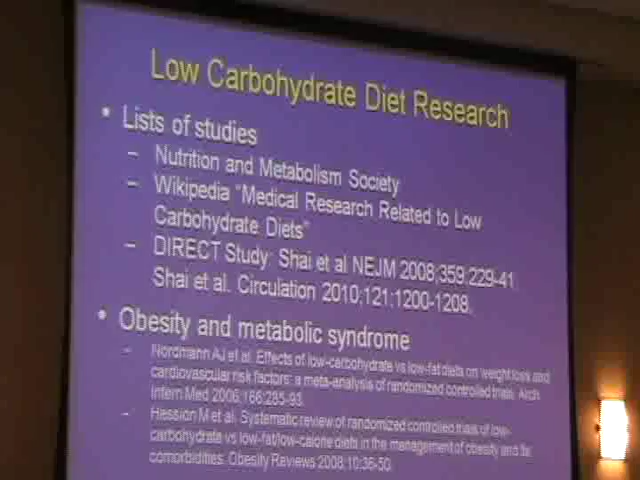 Low Carbohydrate Diet Research
• Lists of studies
– Nutrition and Metabolism Society
– Wikipedia "Medical Research Related to Low
Carbohydrate Diets"
– DIRECT Study: Shai et al NEJM 2008;359:229-41
Shai et al. Circulation 2010;121:1200-1208.
• Obesity and metabolic syndrome
– Nordmann AJ et al. Effects of low-carbohydrate vs low-fat diets on weight loss and
cardiovascular risk factors: a meta-analysis of randomized controlled trials. Arch
Intern Med 2006;166:285-93.
– Hession M et al. Systematic review of randomized controlled trials of low-
carbohydrate vs low-fat/low-calorie diets in the management of obesity and its
comorbidities. Obesity Reviews 2008;10:36-50.